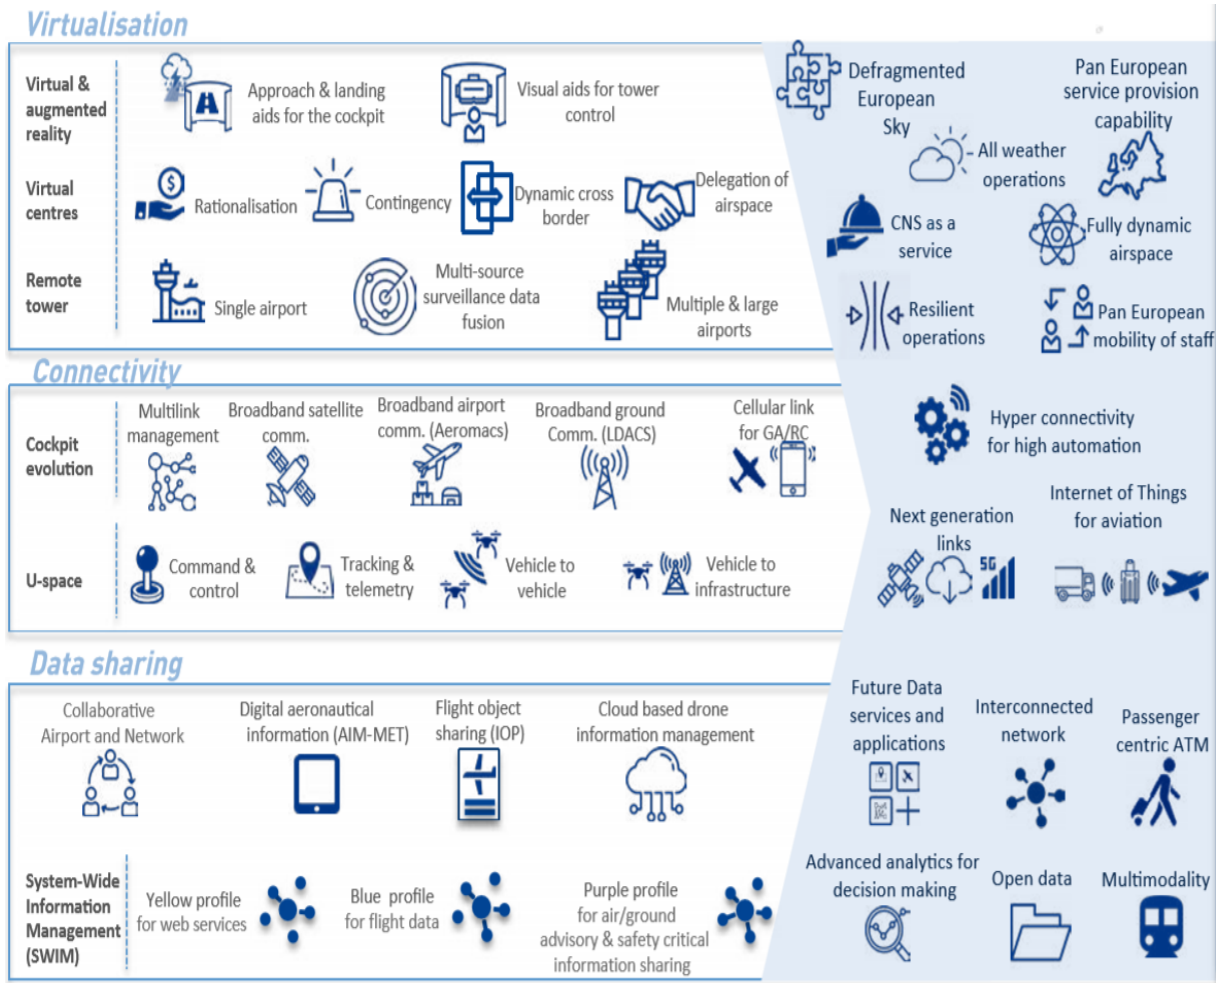 Virtualisation
Virtual &
augmented
reality
Approach & landing
aids for the cockpit
Visual aids for tower
control
Virtual
centres
Rationalisation
Contingency
Dynamic cross
border
Delegation of
airspace
Remote
tower
Single airport
Multi-source
surveillance data
fusion
Multiple & large
airports
Defragmented
European
Sky
Pan European
service provision
capability
All weather
operations
CNS as a
service
Fully dynamic
airspace
Resilient
operations
Pan European
mobility of staff
Connectivity
Cockpit
evolution
Multilink
management
Broadband satellite
comm.
Broadband airport
comm. (Aeromacs)
Broadband ground
Comm. (LDACS)
Cellular link
for GA/RC
U-space
Command &
control
Tracking &
telemetry
Vehicle to
vehicle
Vehicle to
infrastructure
Hyper connectivity
for high automation
Next generation
links
5G
Internet of Things
for aviation
Data sharing
Collaborative
Airport and Network
Digital aeronautical
information (AIM-MET)
Flight object
sharing (IOP)
Cloud based drone
information management
System-Wide
Information
Management
(SWIM)
Yellow profile
for web services
Blue profile
for flight data
Purple profile
for air/ground
advisory & safety critical
information sharing
Future Data
services and
applications
Interconnected
network
Passenger
centric ATM
Advanced analytics for
decision making
Open data
Multimodality